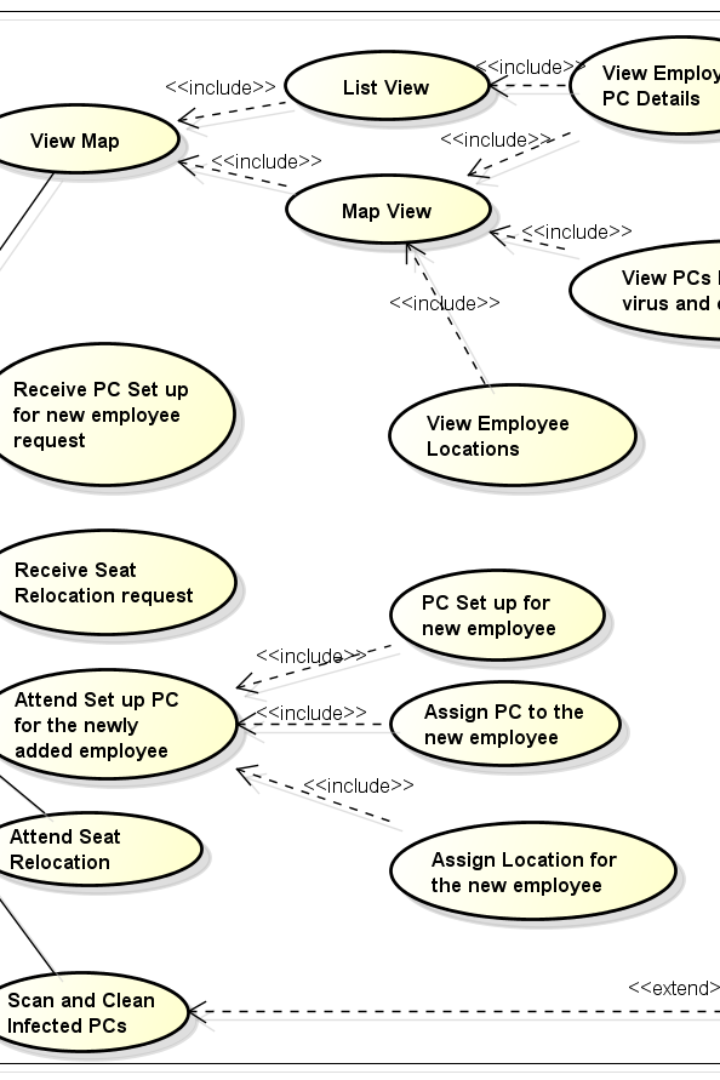 <<include>>
List View
<<include>>
View Employ
PC Details
View Map
<<include>>
<<include>>
Map View
<<include>>
View PCs
virus and
<<include>>
Receive PC Set up
for new employee
request
View Employee
Locations
Receive Seat
Relocation request
PC Set up for
new employee
<<include>>
Attend Set up PC
for the newly
added employee
<<include>>
Assign PC to the
new employee
<<include>>
Attend Seat
Relocation
Assign Location for
the new employee
<<extend>
Scan and Clean
Infected PCs